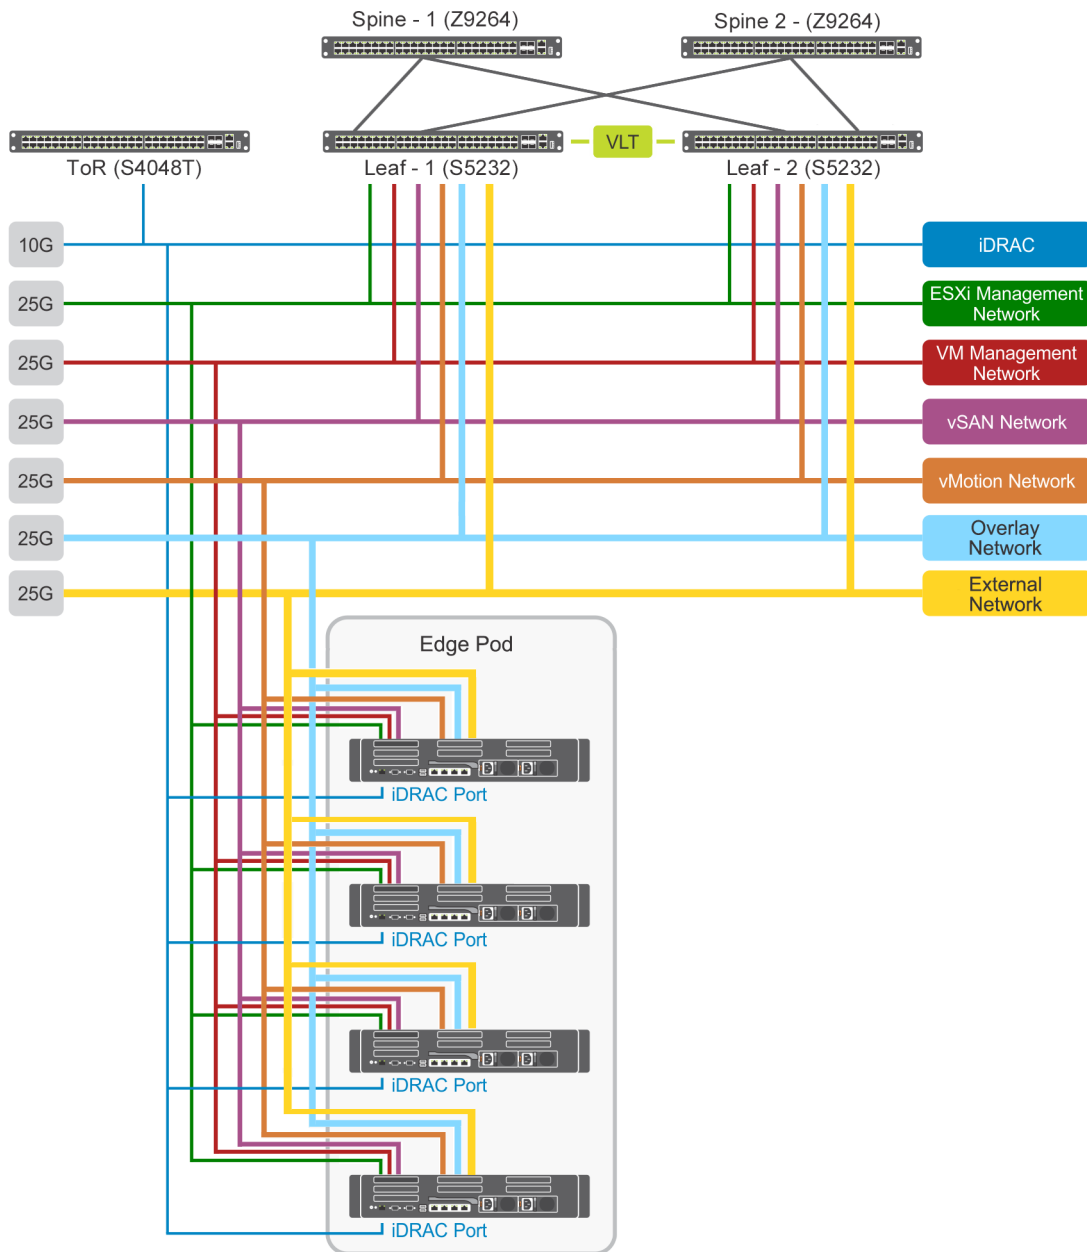 Spine - 1 (Z9264)
Spine 2 - (Z9264)
VLT
ToR (S4048T)
Leaf - 1 (S5232)
Leaf - 2 (S5232)
10G
iDRAC
25G
ESXi Management
Network
25G
VM Management
Network
25G
vSAN Network
25G
vMotion Network
25G
Overlay
Network
25G
External
Network
Edge Pod
iDRAC Port
iDRAC Port
iDRAC Port
iDRAC Port